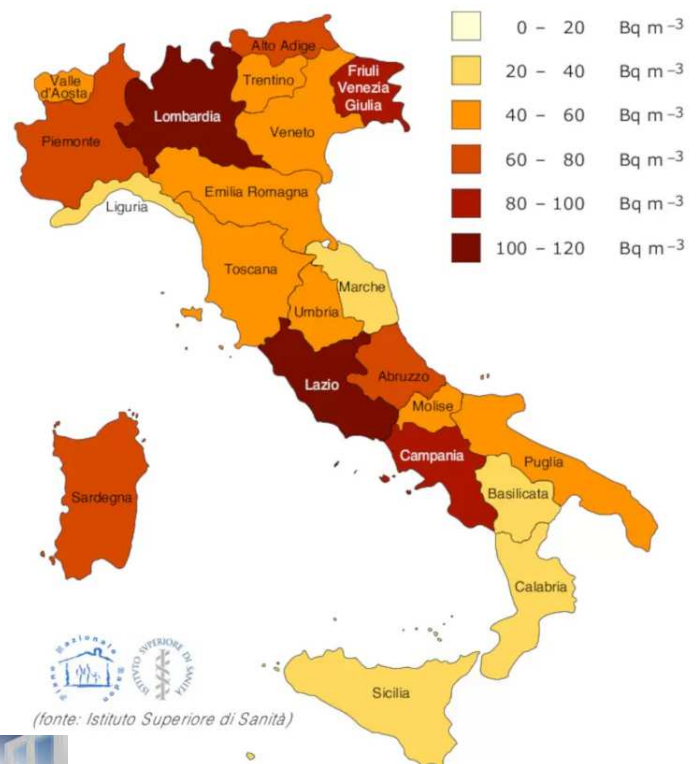 Alto Adige
0 – 20 Bq m⁻³
Valle
d'Aosta
Trentino
Friuli
Venezia
Giulia
20 – 40 Bq m⁻³
Lombardia
40 – 60 Bq m⁻³
Piemonte
Veneto
60 – 80 Bq m⁻³
Emilia Romagna
80 – 100 Bq m⁻³
Liguria
100 – 120 Bq m⁻³
Toscana
Marche
Umbria
Lazio
Abruzzo
Molise
Campania
Puglia
Sardegna
Basilicata
Calabria
Piano Nazionale Radon
ISTITUTO SUPERIORE DI SANITÀ
Sicilia
(fonte: Istituto Superiore di Sanità)